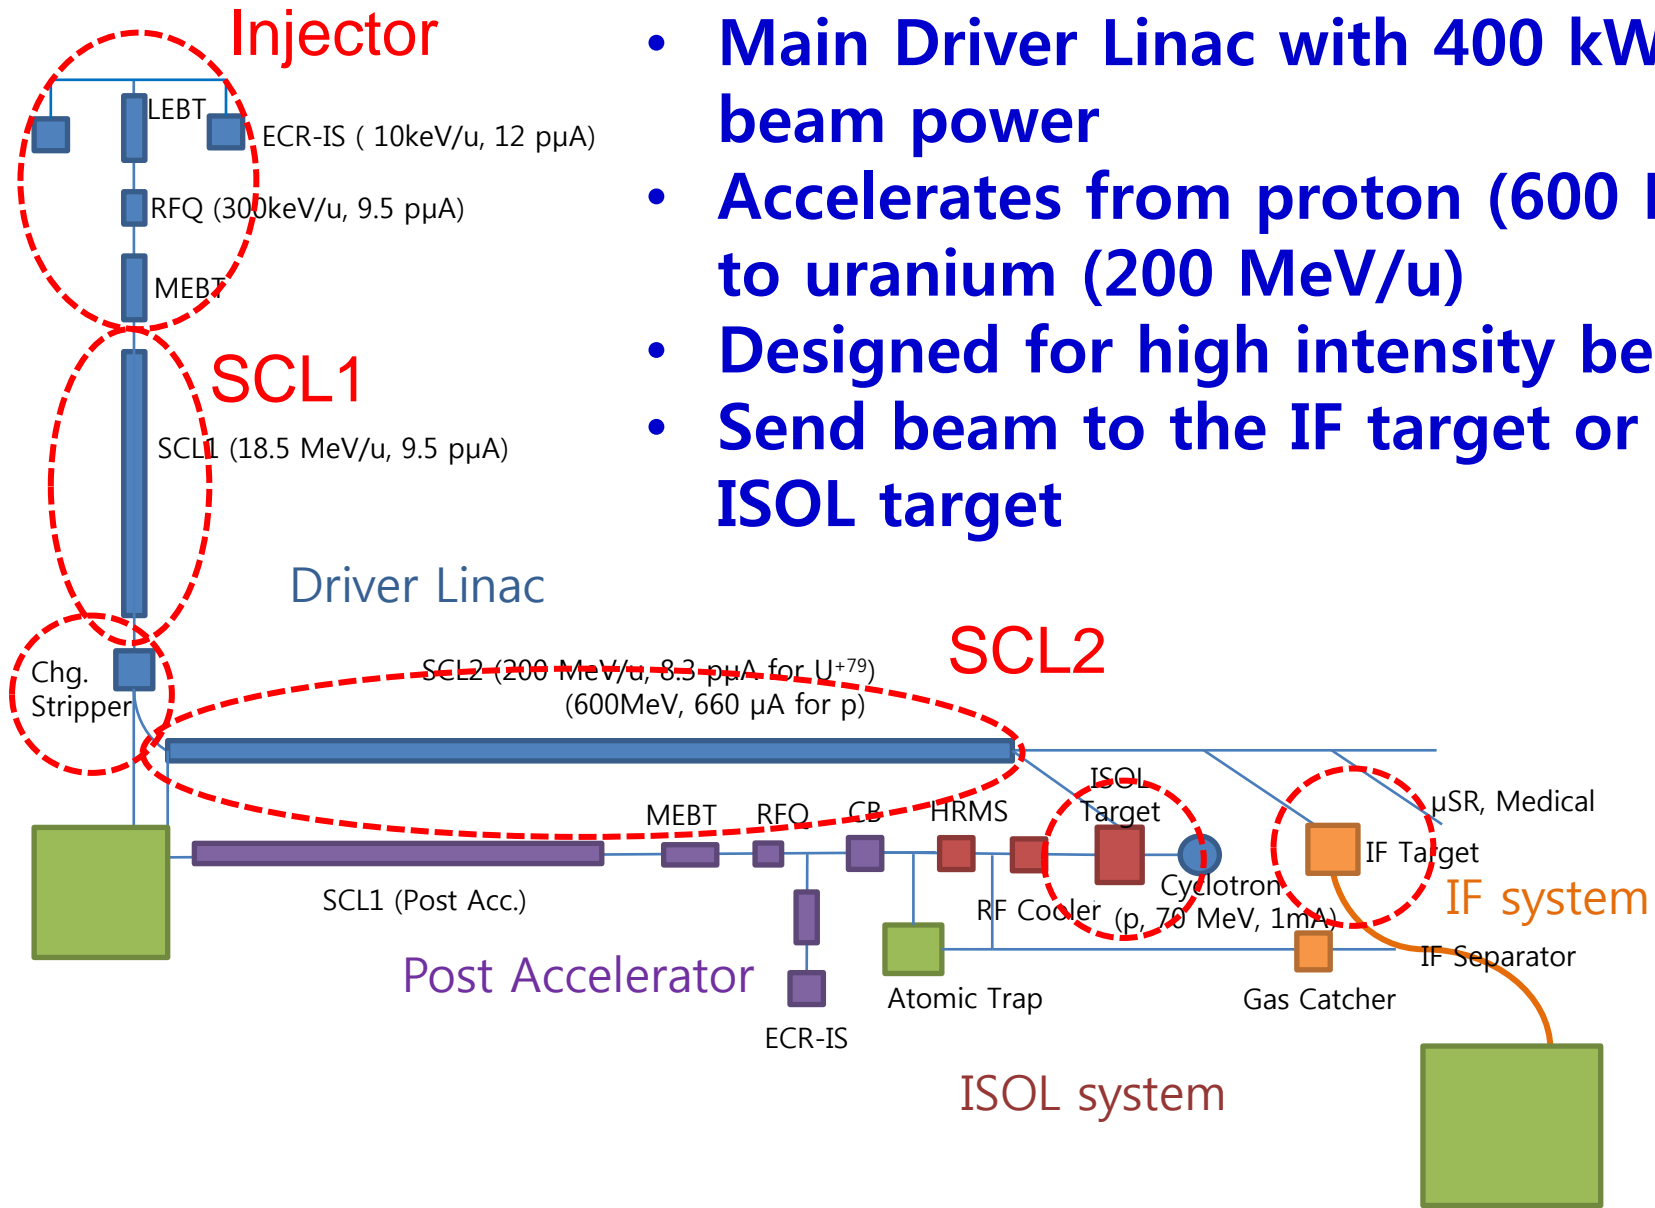 Injector
• Main Driver Linac with 400 kW
beam power
• Accelerates from proton (600
to uranium (200 MeV/u)
• Designed for high intensity be
• Send beam to the IF target or
ISOL target
LEBT
ECR-IS ( 10keV/u, 12 pµA)
RFQ (300keV/u, 9.5 pµA)
MEBT
SCL1
SCL1 (18.5 MeV/u, 9.5 pµA)
Driver Linac
Chg.
Stripper
SCL2
SCL2 (200 MeV/u, 8.3 pµA for U⁺⁷⁹)
(600MeV, 660 µA for p)
MEBT
RFQ
CB
HRMS
ISOL
Target
µSR, Medical
IF Target
SCL1 (Post Acc.)
RF Cooler
Cyclotron
(p, 70 MeV, 1mA)
IF system
Post Accelerator
IF Separator
Atomic Trap
Gas Catcher
ECR-IS
ISOL system